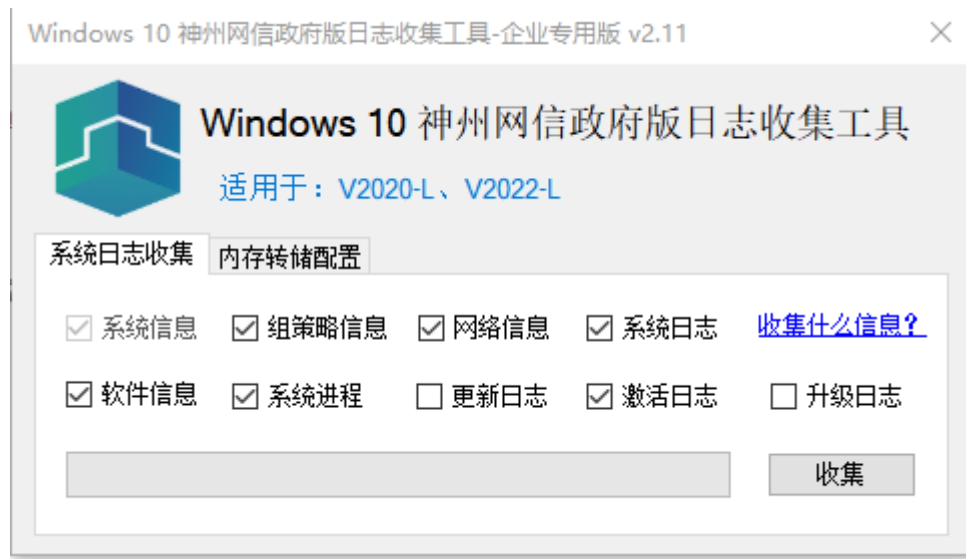 Windows 10 神州网信政府版日志收集工具-企业专用版 v2.11
Windows 10 神州网信政府版日志收集工具
适用于：V2020-L、V2022-L
系统日志收集 内存转储配置
系统信息 组策略信息 网络信息 系统日志 收集什么信息？
软件信息 系统进程 更新日志 激活日志 升级日志
收集